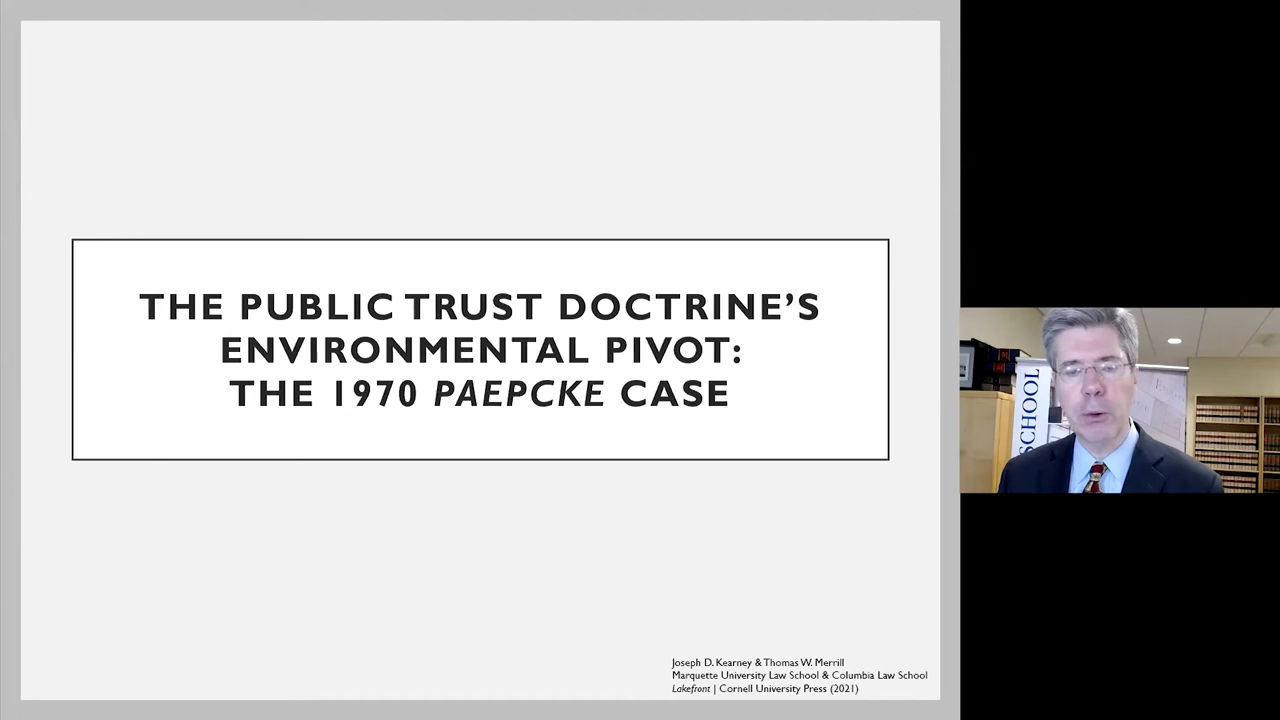 THE PUBLIC TRUST DOCTRINE'S
ENVIRONMENTAL PIVOT:
THE 1970 PAEPCKE CASE
Joseph D. Kearney & Thomas W. Merrill
Marquette University Law School & Columbia Law School
Lakefront | Cornell University Press (2021)
SCHOOL